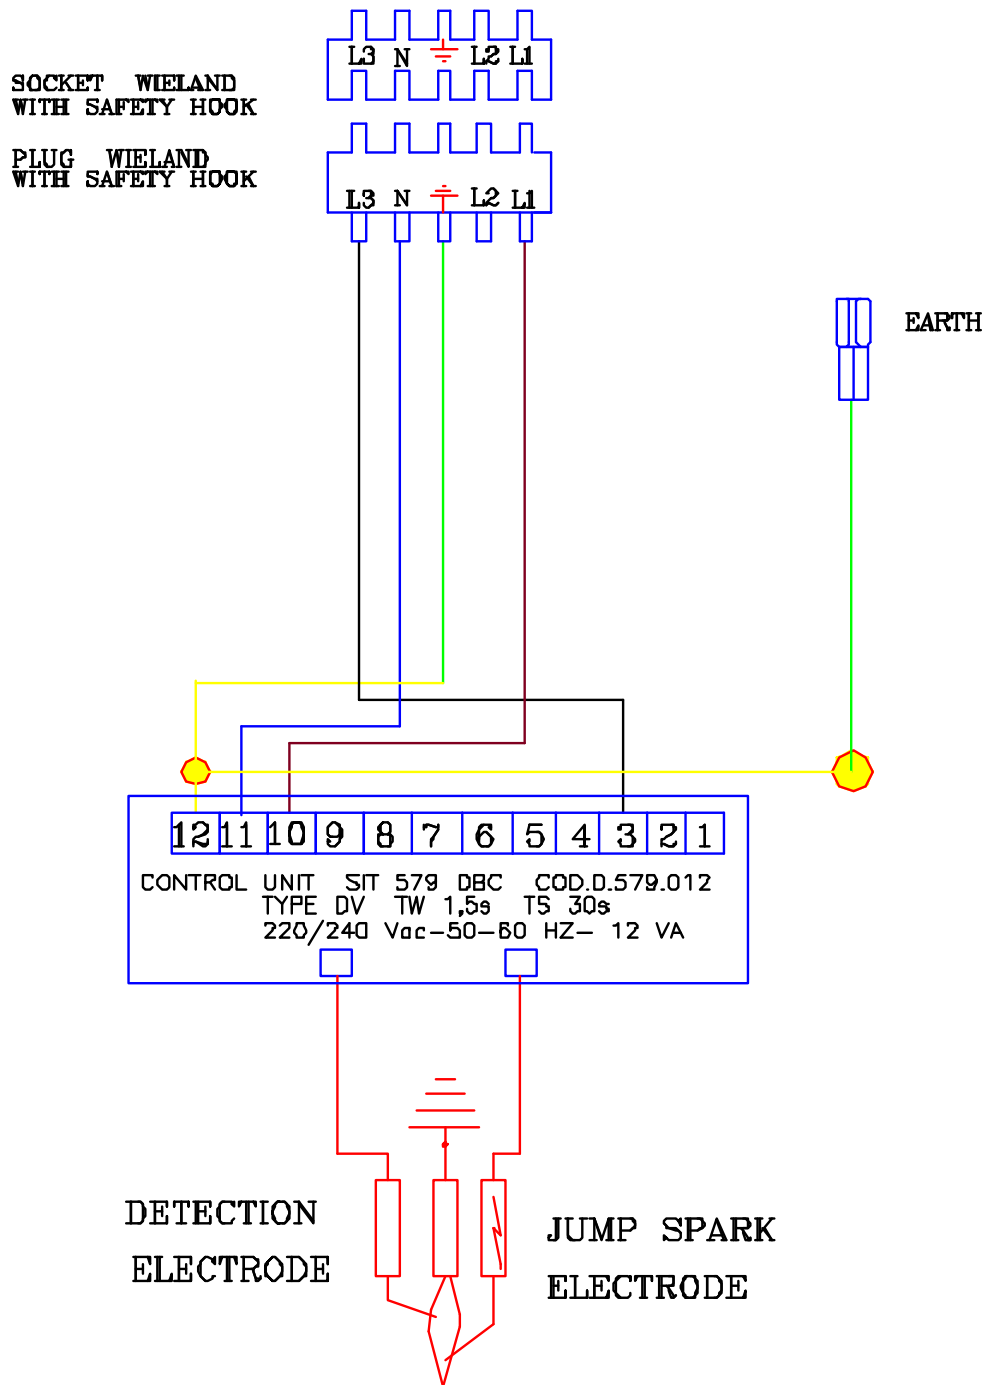 L3 N L2 L1
SOCKET WIELAND
WITH SAFETY HOOK
PLUG WIELAND
WITH SAFETY HOOK
L3 N L2 L1
EARTH
12 11 10 9 8 7 6 5 4 3 2 1
CONTROL UNIT SIT 579 DBC COD.D.579.012
TYPE DV TW 1,5s TS 30s
220/240 Vac-50-60 HZ- 12 VA
DETECTION
ELECTRODE
JUMP SPARK
ELECTRODE